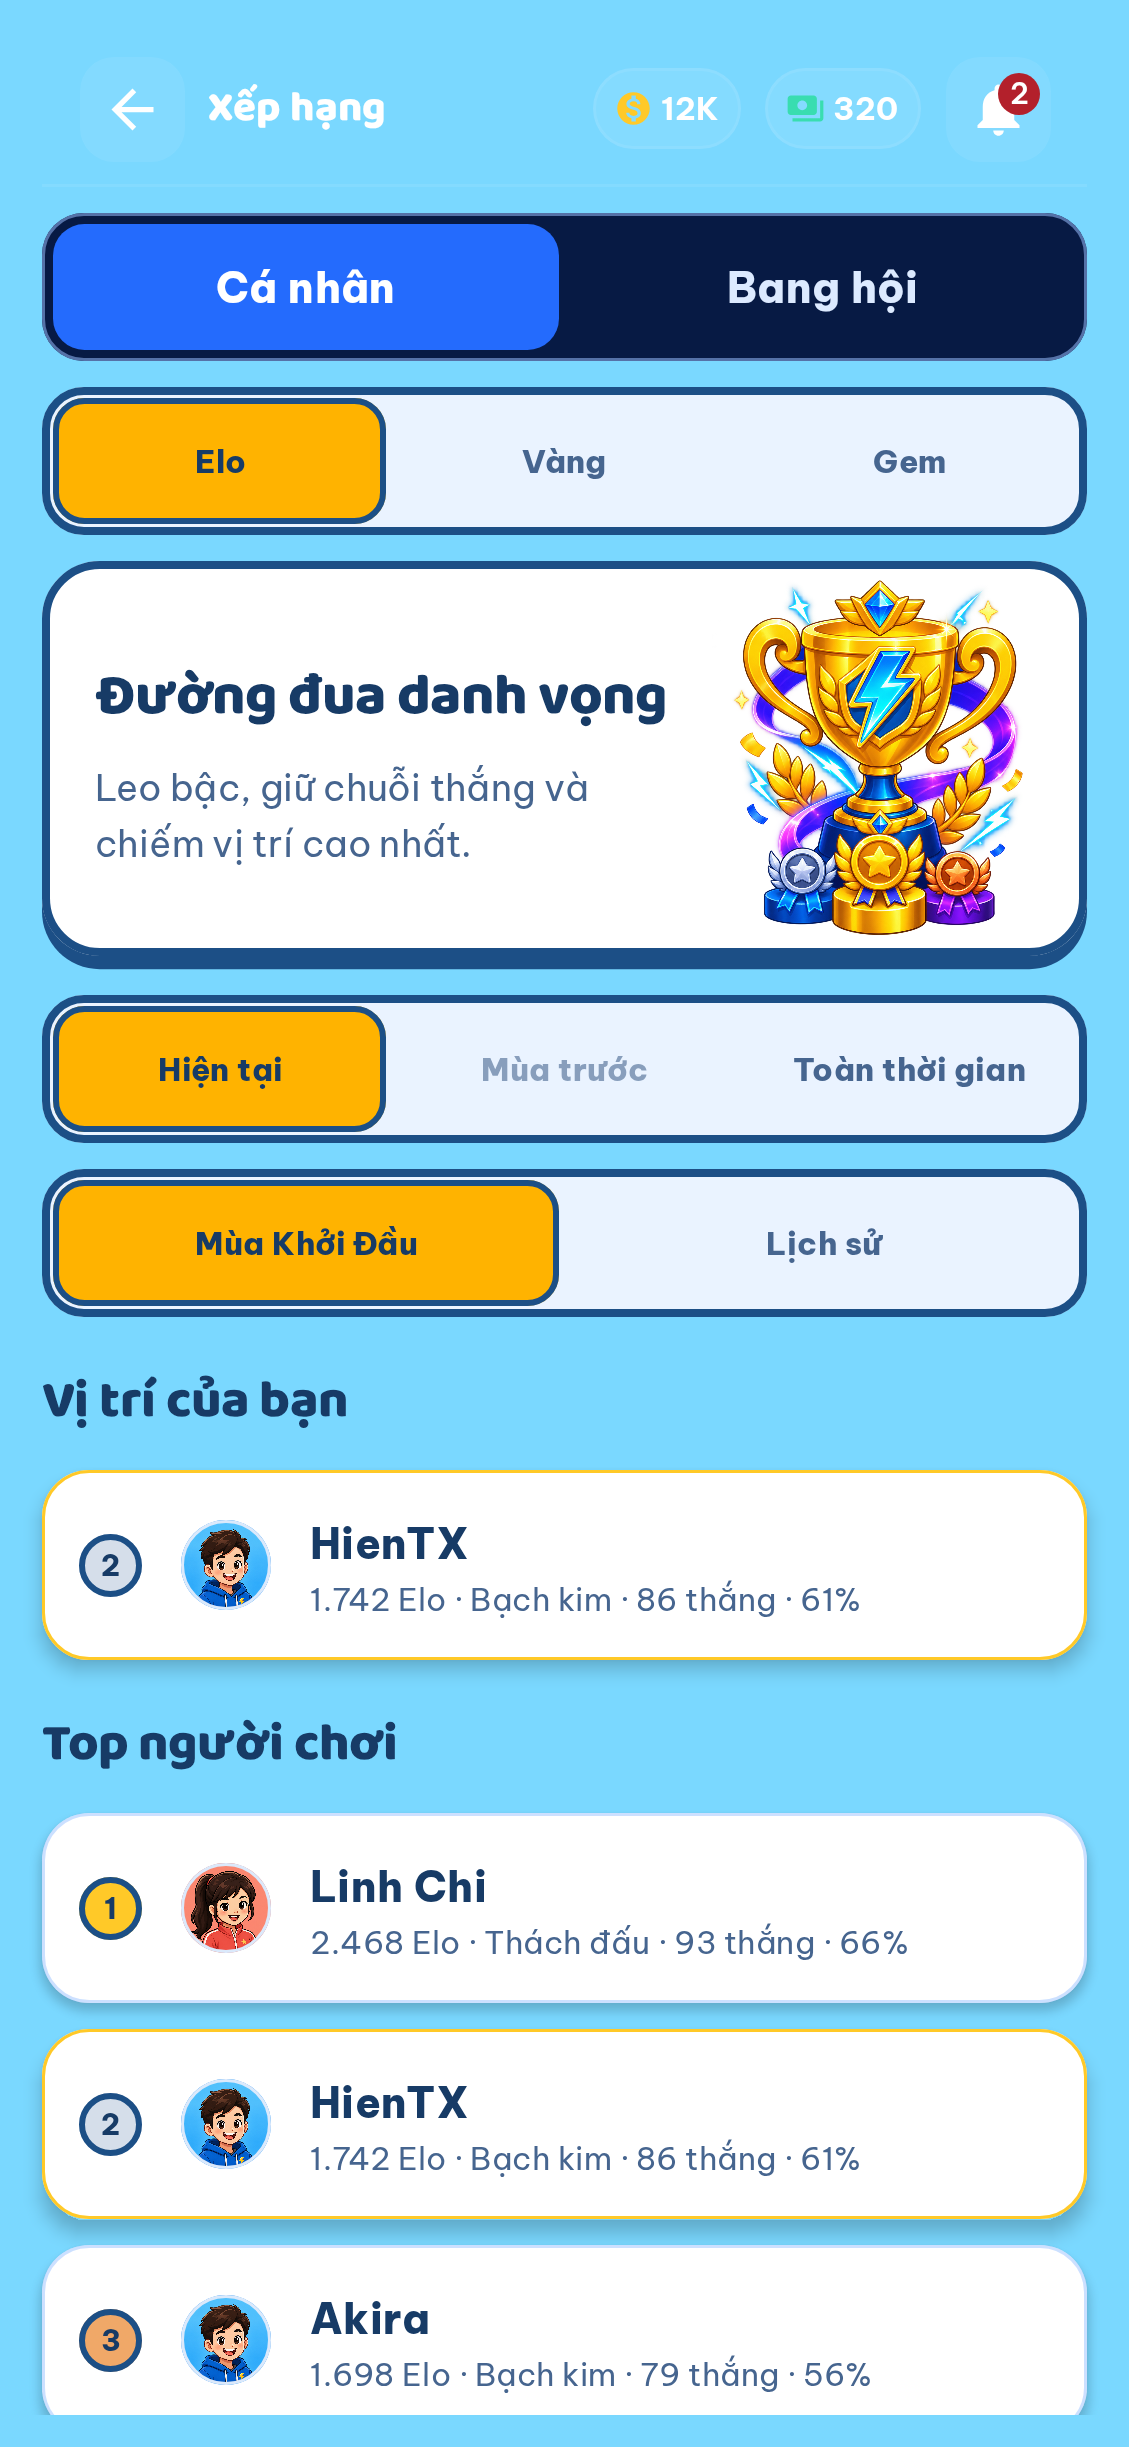 Xếp hạng
12K
320
2
Cá nhân
Bang hội
Elo
Vàng
Gem
Đường đua danh vọng
Leo bậc, giữ chuỗi thắng và
chiếm vị trí cao nhất.
Hiện tại
Mùa trước
Toàn thời gian
Mùa Khởi Đầu
Lịch sử
Vị trí của bạn
2
HienTX
1.742 Elo · Bạch kim · 86 thắng · 61%
Top người chơi
1
Linh Chi
2.468 Elo · Thách đấu · 93 thắng · 66%
2
HienTX
1.742 Elo · Bạch kim · 86 thắng · 61%
3
Akira
1.698 Elo · Bạch kim · 79 thắng · 56%